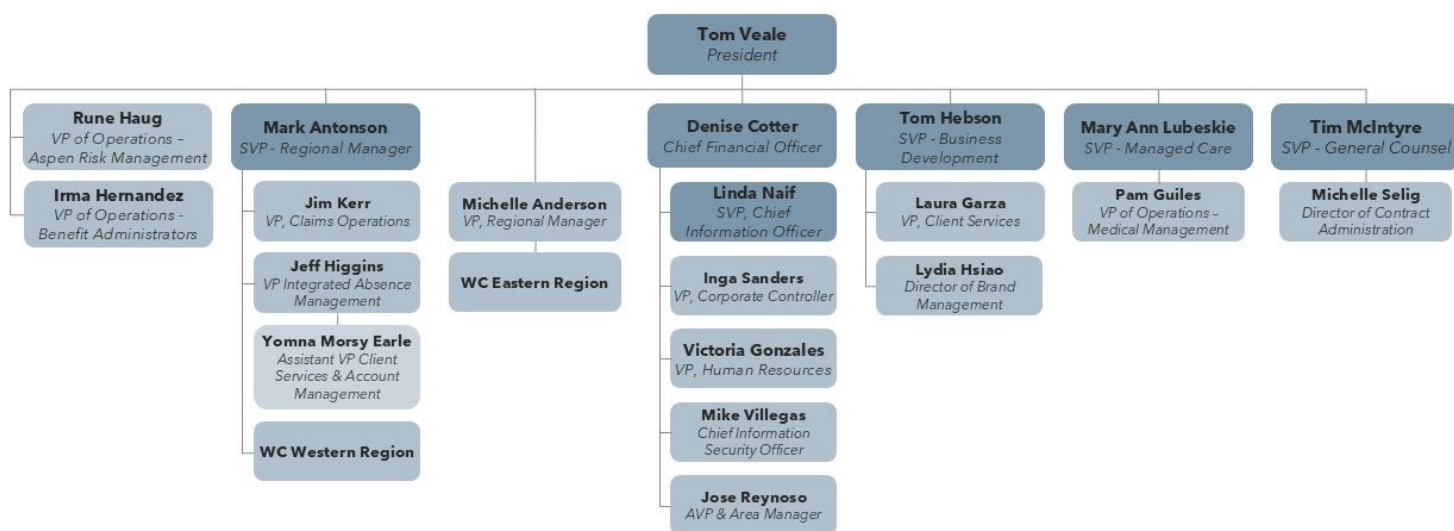 Tom Veale
President
Rune Haug
VP of Operations –
Aspen Risk Management
Irma Hernandez
VP of Operations -
Benefit Administrators
Mark Antonson
SVP - Regional Manager
Jim Kerr
VP, Claims Operations
Jeff Higgins
VP Integrated Absence
Management
Yomna Morsy Earle
Assistant VP Client
Services & Account
Management
WC Western Region
Michelle Anderson
VP, Regional Manager
WC Eastern Region
Denise Cotter
Chief Financial Officer
Linda Naif
SVP, Chief
Information Officer
Inga Sanders
VP, Corporate Controller
Victoria Gonzales
VP, Human Resources
Mike Villegas
Chief Information
Security Officer
Jose Reynoso
AVP & Area Manager
Tom Hebson
SVP - Business
Development
Laura Garza
VP, Client Services
Lydia Hsiao
Director of Brand
Management
Mary Ann Lubeskie
SVP - Managed Care
Pam Guiles
VP of Operations –
Medical Management
Tim McIntyre
SVP - General Counsel
Michelle Selig
Director of Contract
Administration